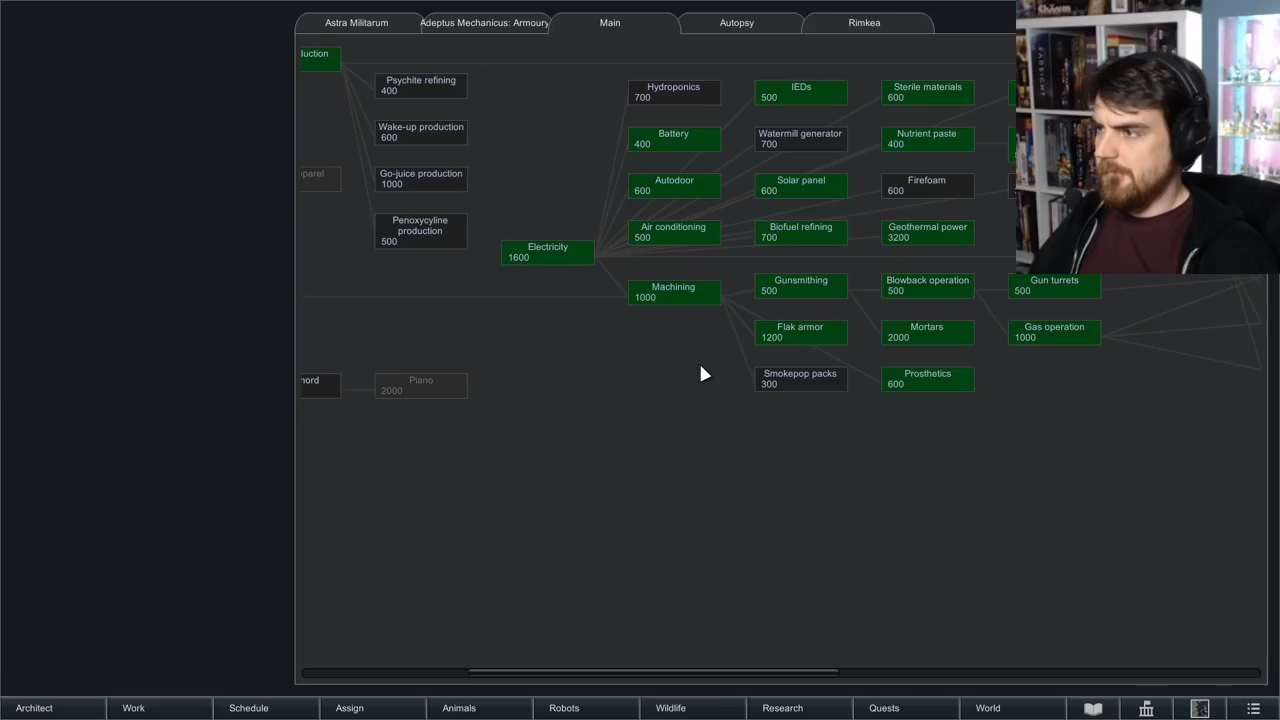 Astra Militarum
Adeptus Mechanicus: Armoury
Main
Autopsy
Rimkea
Psychite refining
400
Wake-up production
600
Go-juice production
1000
Penoxycyline
production
500
Piano
2000
Electricity
1600
Hydroponics
700
Battery
400
Autodoor
600
Air conditioning
500
Machining
1000
IEDs
500
Watermill generator
700
Solar panel
600
Biofuel refining
700
Gunsmithing
500
Flak armor
1200
Smokepop packs
300
Sterile materials
600
Nutrient paste
400
Firefoam
600
Geothermal power
3200
Blowback operation
500
Mortars
2000
Prosthetics
600
Gun turrets
500
Gas operation
1000
Architect
Work
Schedule
Assign
Animals
Robots
Wildlife
Research
Quests
World